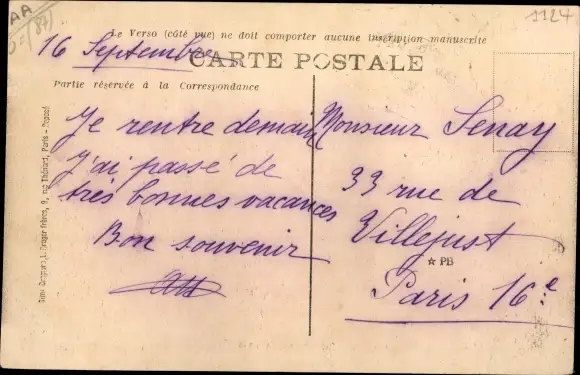 1124
AA
Le Verso (côté vue) ne doit comporter aucune inscription manuscrite
16 Septembre
CARTE POSTALE
Partie réservée à la Correspondance
Je rentre demain
J'ai passé de
très bonnes vacances
Bon souvenir
Monsieur Senay
33 rue de
Villejust
☆ PB
Paris 16e